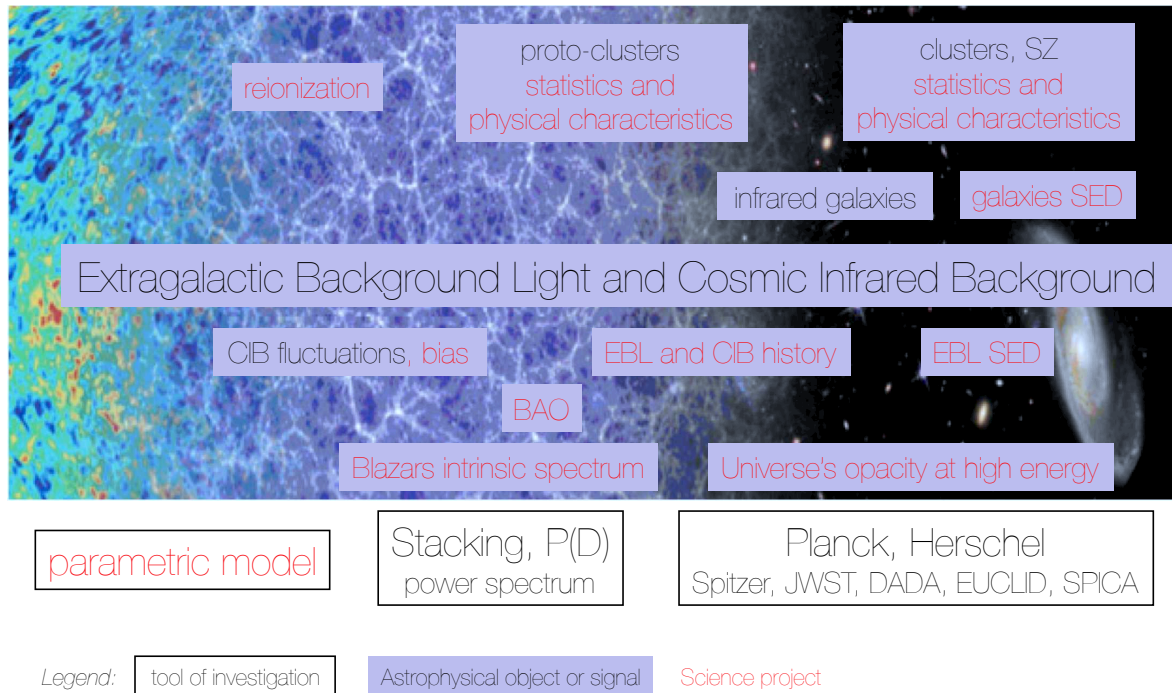 proto-clusters
statistics and
physical characteristics
clusters, SZ
statistics and
physical characteristics
reionization
infrared galaxies
galaxies SED
Extragalactic Background Light and Cosmic Infrared Background
CIB fluctuations, bias
EBL and CIB history
EBL SED
BAO
Blazars intrinsic spectrum
Universe's opacity at high energy
parametric model
Stacking, P(D)
power spectrum
Planck, Herschel
Spitzer, JWST, DADA, EUCLID, SPICA
Legend:
tool of investigation
Astrophysical object or signal
Science project